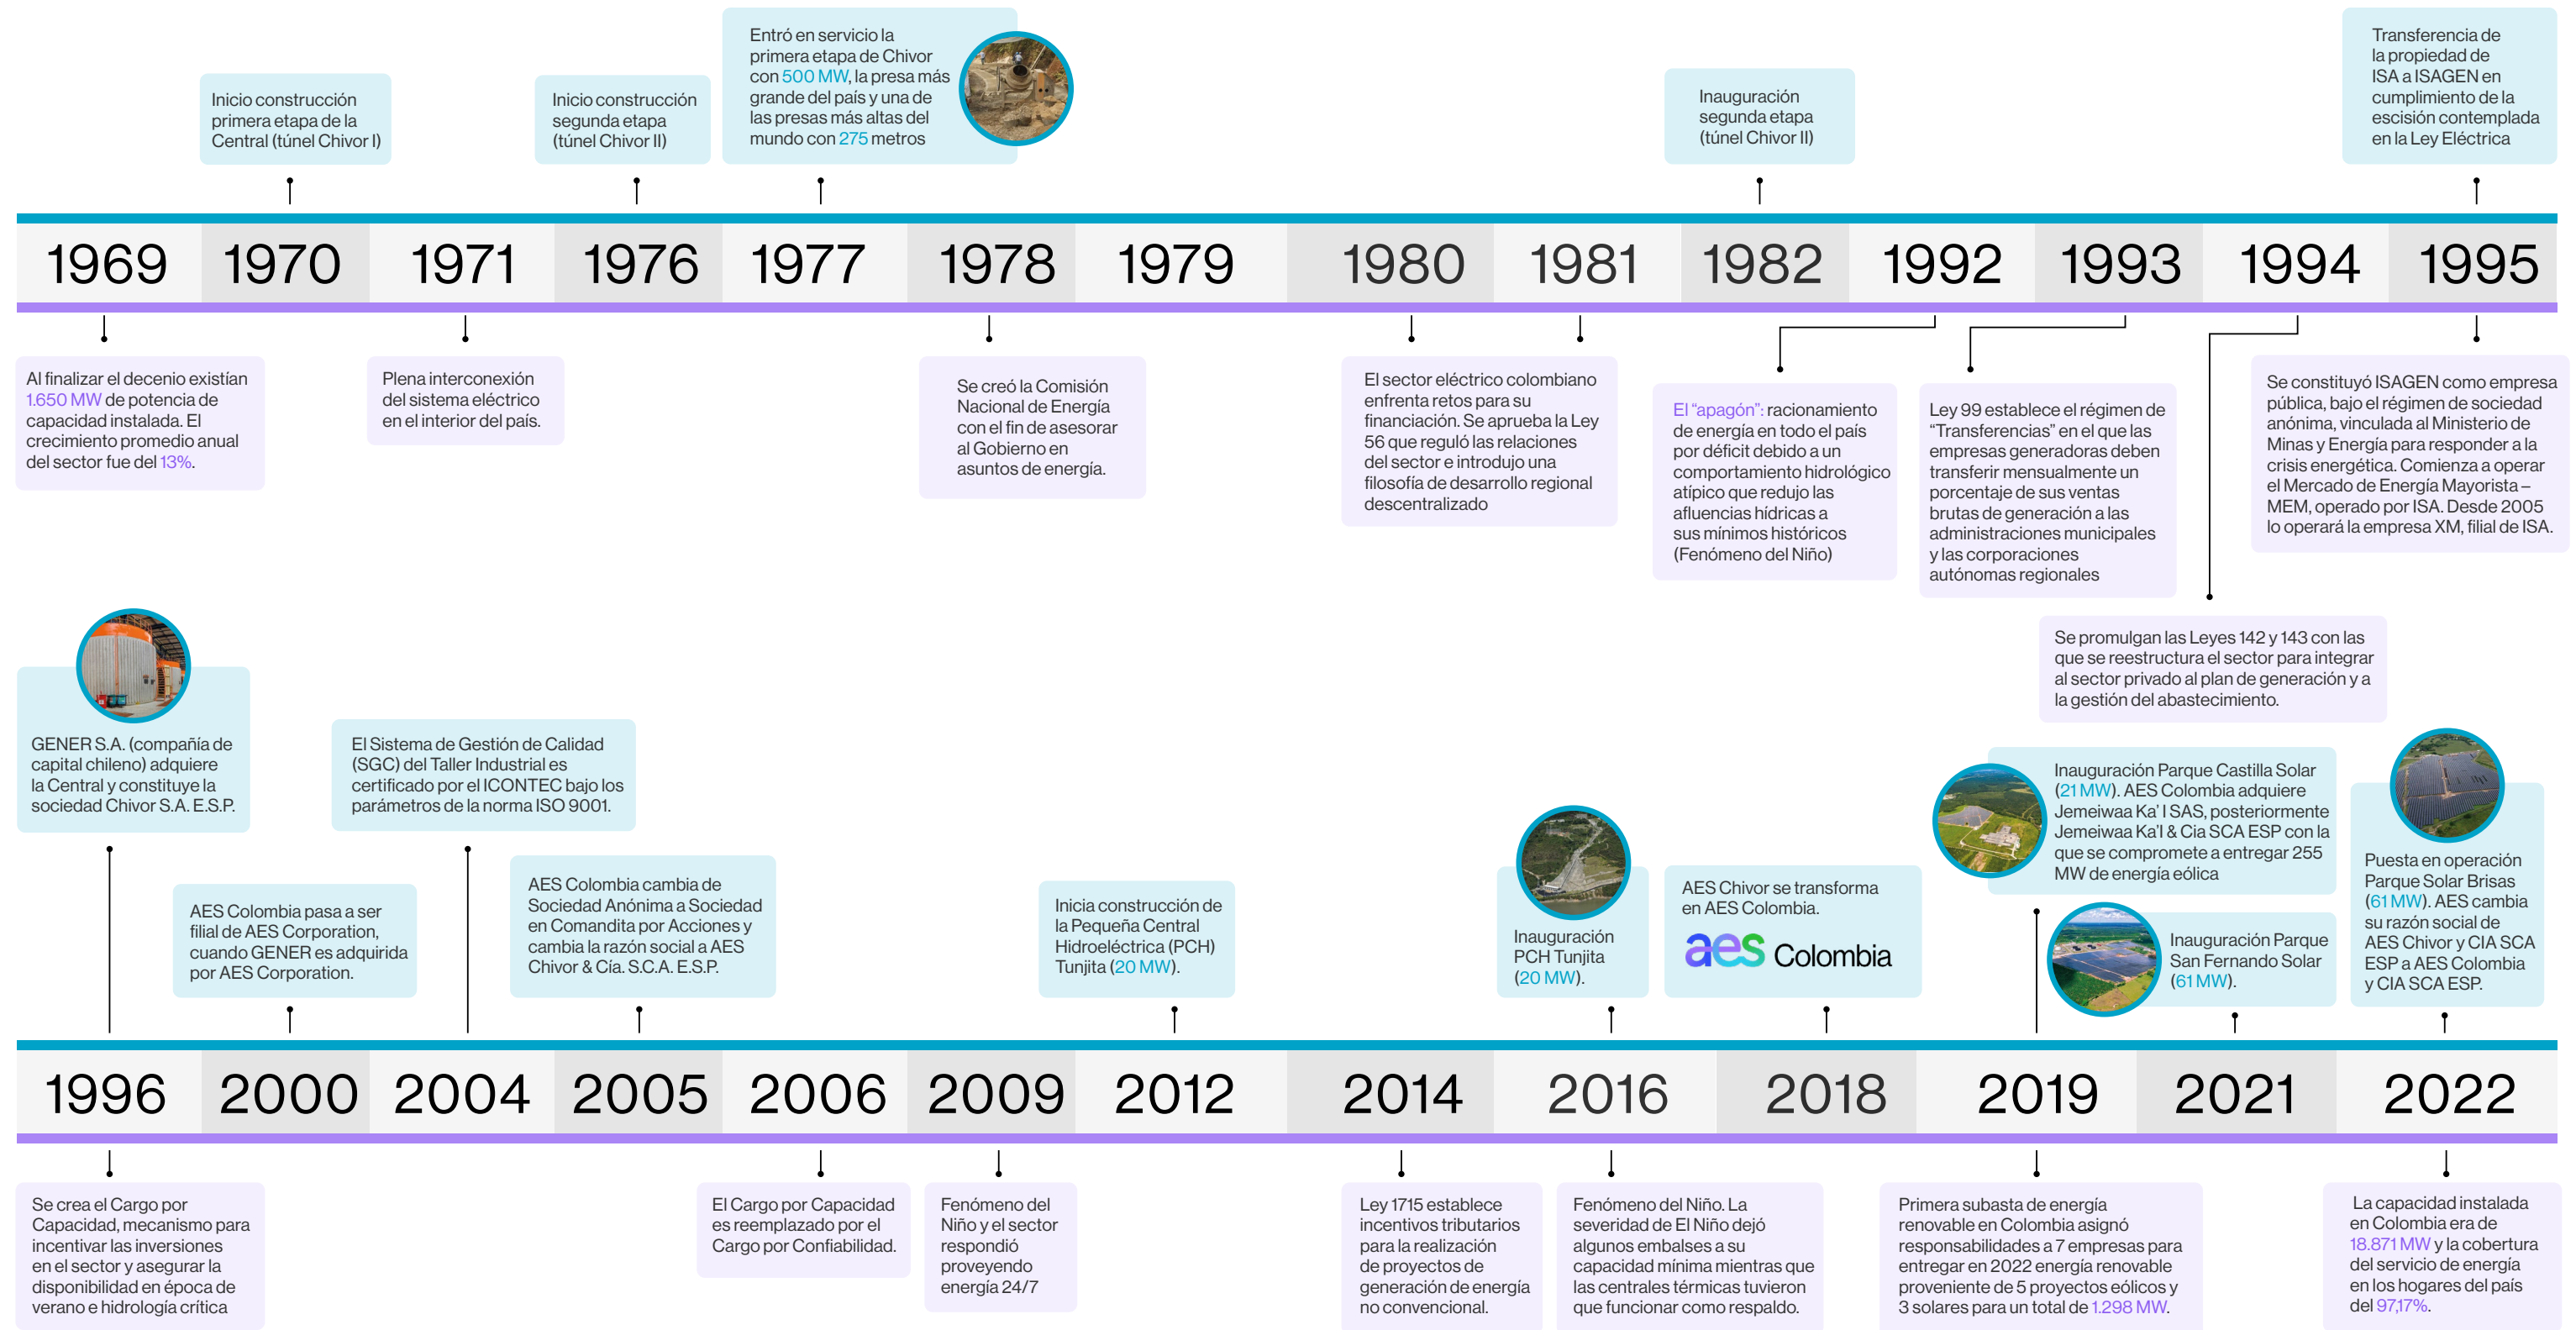 Inicio construcción
primera etapa de la
Central (túnel Chivor I)
Inicio construcción
segunda etapa
(túnel Chivor II)
Entró en servicio la
primera etapa de Chivor
con 500 MW, la presa más
grande del país y una de
las presas más altas del
mundo con 275 metros
Inauguración
segunda etapa
(túnel Chivor II)
Transferencia de
la propiedad de
ISA a ISAGEN en
cumplimiento de la
escisión contemplada
en la Ley Eléctrica
1969 1970 1971 1976 1977 1978 1979 1980 1981 1982 1992 1993 1994 1995
Al finalizar el decenio existían
1.650 MW de potencia de
capacidad instalada. El
crecimiento promedio anual
del sector fue del 13%.
Plena interconexión
del sistema eléctrico
en el interior del país.
Se creó la Comisión
Nacional de Energía
con el fin de asesorar
al Gobierno en
asuntos de energía.
El sector eléctrico colombiano
enfrenta retos para su
financiación. Se aprueba la Ley
56 que reguló las relaciones
del sector e introdujo una
filosofía de desarrollo regional
descentralizado
El “apagón”: racionamiento
de energía en todo el país
por déficit debido a un
comportamiento hidrológico
atípico que redujo las
afluencias hídricas a
sus mínimos históricos
(Fenómeno del Niño)
Ley 99 establece el régimen de
“Transferencias” en el que las
empresas generadoras deben
transferir mensualmente un
porcentaje de sus ventas
brutas de generación a las
administraciones municipales
y las corporaciones
autónomas regionales
Se promulgan las Leyes 142 y 143 con las
que se reestructura el sector para integrar
al sector privado al plan de generación y a
la gestión del abastecimiento.
Se constituyó ISAGEN como empresa
pública, bajo el régimen de sociedad
anónima, vinculada al Ministerio de
Minas y Energía para responder a la
crisis energética. Comienza a operar
el Mercado de Energía Mayorista –
MEM, operado por ISA. Desde 2005
lo operará la empresa XM, filial de ISA.
GENER S.A. (compañía de
capital chileno) adquiere
la Central y constituye la
sociedad Chivor S.A. E.S.P.
AES Colombia pasa a ser
filial de AES Corporation,
cuando GENER es adquirida
por AES Corporation.
El Sistema de Gestión de Calidad
(SGC) del Taller Industrial es
certificado por el ICONTEC bajo los
parámetros de la norma ISO 9001.
AES Colombia cambia de
Sociedad Anónima a Sociedad
en Comandita por Acciones y
cambia la razón social a AES
Chivor & Cía. S.C.A. E.S.P.
Inicia construcción de
la Pequeña Central
Hidroeléctrica (PCH)
Tunjita (20 MW).
Inauguración
PCH Tunjita
(20 MW).
AES Chivor se transforma
en AES Colombia.
aes Colombia
Inauguración Parque Castilla Solar
(21 MW). AES Colombia adquiere
Jemeiwaa Ka’ I SAS, posteriormente
Jemeiwaa Ka’I & Cia SCA ESP con la
que se compromete a entregar 255
MW de energía eólica
Inauguración Parque
San Fernando Solar
(61 MW).
Puesta en operación
Parque Solar Brisas
(61 MW). AES cambia
su razón social de
AES Chivor y CIA SCA
ESP a AES Colombia
y CIA SCA ESP.
1996 2000 2004 2005 2006 2009 2012 2014 2016 2018 2019 2021 2022
Se crea el Cargo por
Capacidad, mecanismo para
incentivar las inversiones
en el sector y asegurar la
disponibilidad en época de
verano e hidrología crítica
El Cargo por Capacidad
es reemplazado por el
Cargo por Confiabilidad.
Fenómeno del
Niño y el sector
respondió
proveyendo
energía 24/7
Ley 1715 establece
incentivos tributarios
para la realización
de proyectos de
generación de energía
no convencional.
Fenómeno del Niño. La
severidad de El Niño dejó
algunos embalses a su
capacidad mínima mientras que
las centrales térmicas tuvieron
que funcionar como respaldo.
Primera subasta de energía
renovable en Colombia asignó
responsabilidades a 7 empresas para
entregar en 2022 energía renovable
proveniente de 5 proyectos eólicos y
3 solares para un total de 1.298 MW.
La capacidad instalada
en Colombia era de
18.871 MW y la cobertura
del servicio de energía
en los hogares del país
del 97,17%.